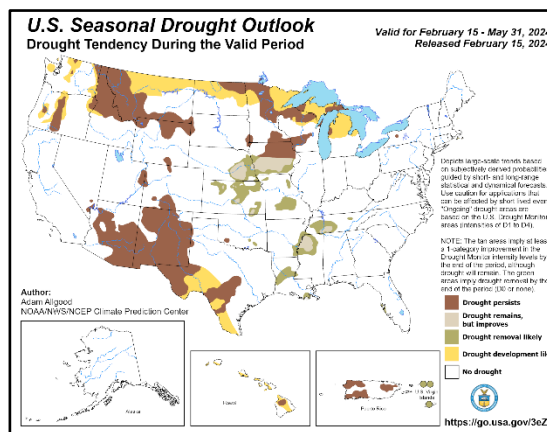 U.S. Seasonal Drought Outlook
Drought Tendency During the Valid Period
Valid for February 15 - May 31, 202
Released February 15, 202
Depicts large-scale trends based
on subjectively derived probabilities
guided by short- and long-range
statistical and dynamical forecasts.
Use caution for applications that
can be affected by short lived even
"Ongoing" drought areas are
based on the U.S. Drought Monitor
areas (intensities of D1 to D4).
NOTE: The tan areas imply at leas
a 1-category improvement in the
Drought Monitor intensity levels by
the end of the period, although
drought will remain. The green
areas imply drought removal by the
end of the period (D0 or none).
Author:
Adam Allgood
NOAA/NWS/NCEP Climate Prediction Center
Drought persists
Drought remains,
but improves
Drought removal likely
Drought development lik
No drought
Alaska
Hawaii
Puerto Rico
U.S. Virgin
Islands
https://go.usa.gov/3eZ